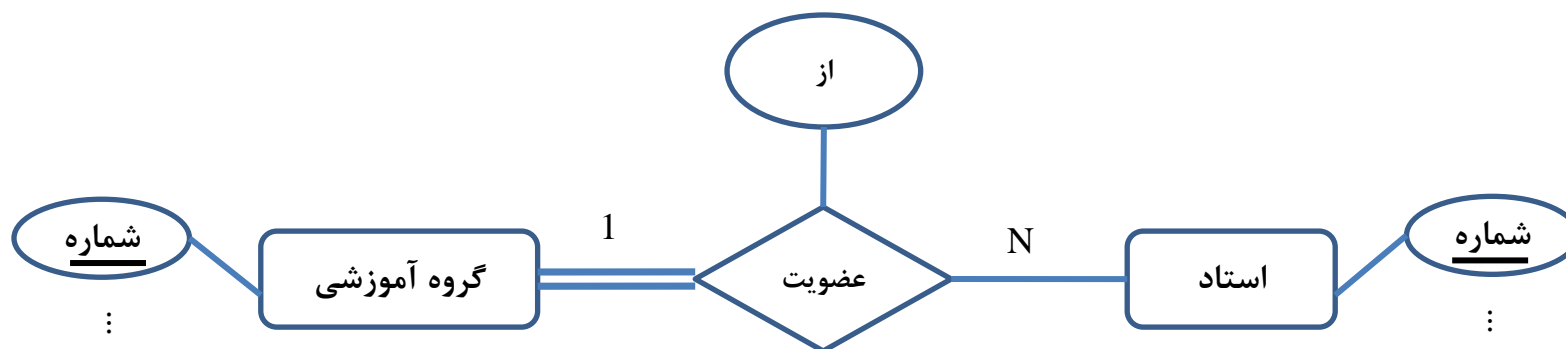 از
1
N
شماره
گروه آموزشی
عضویت
استاد
شماره
⋮
⋮